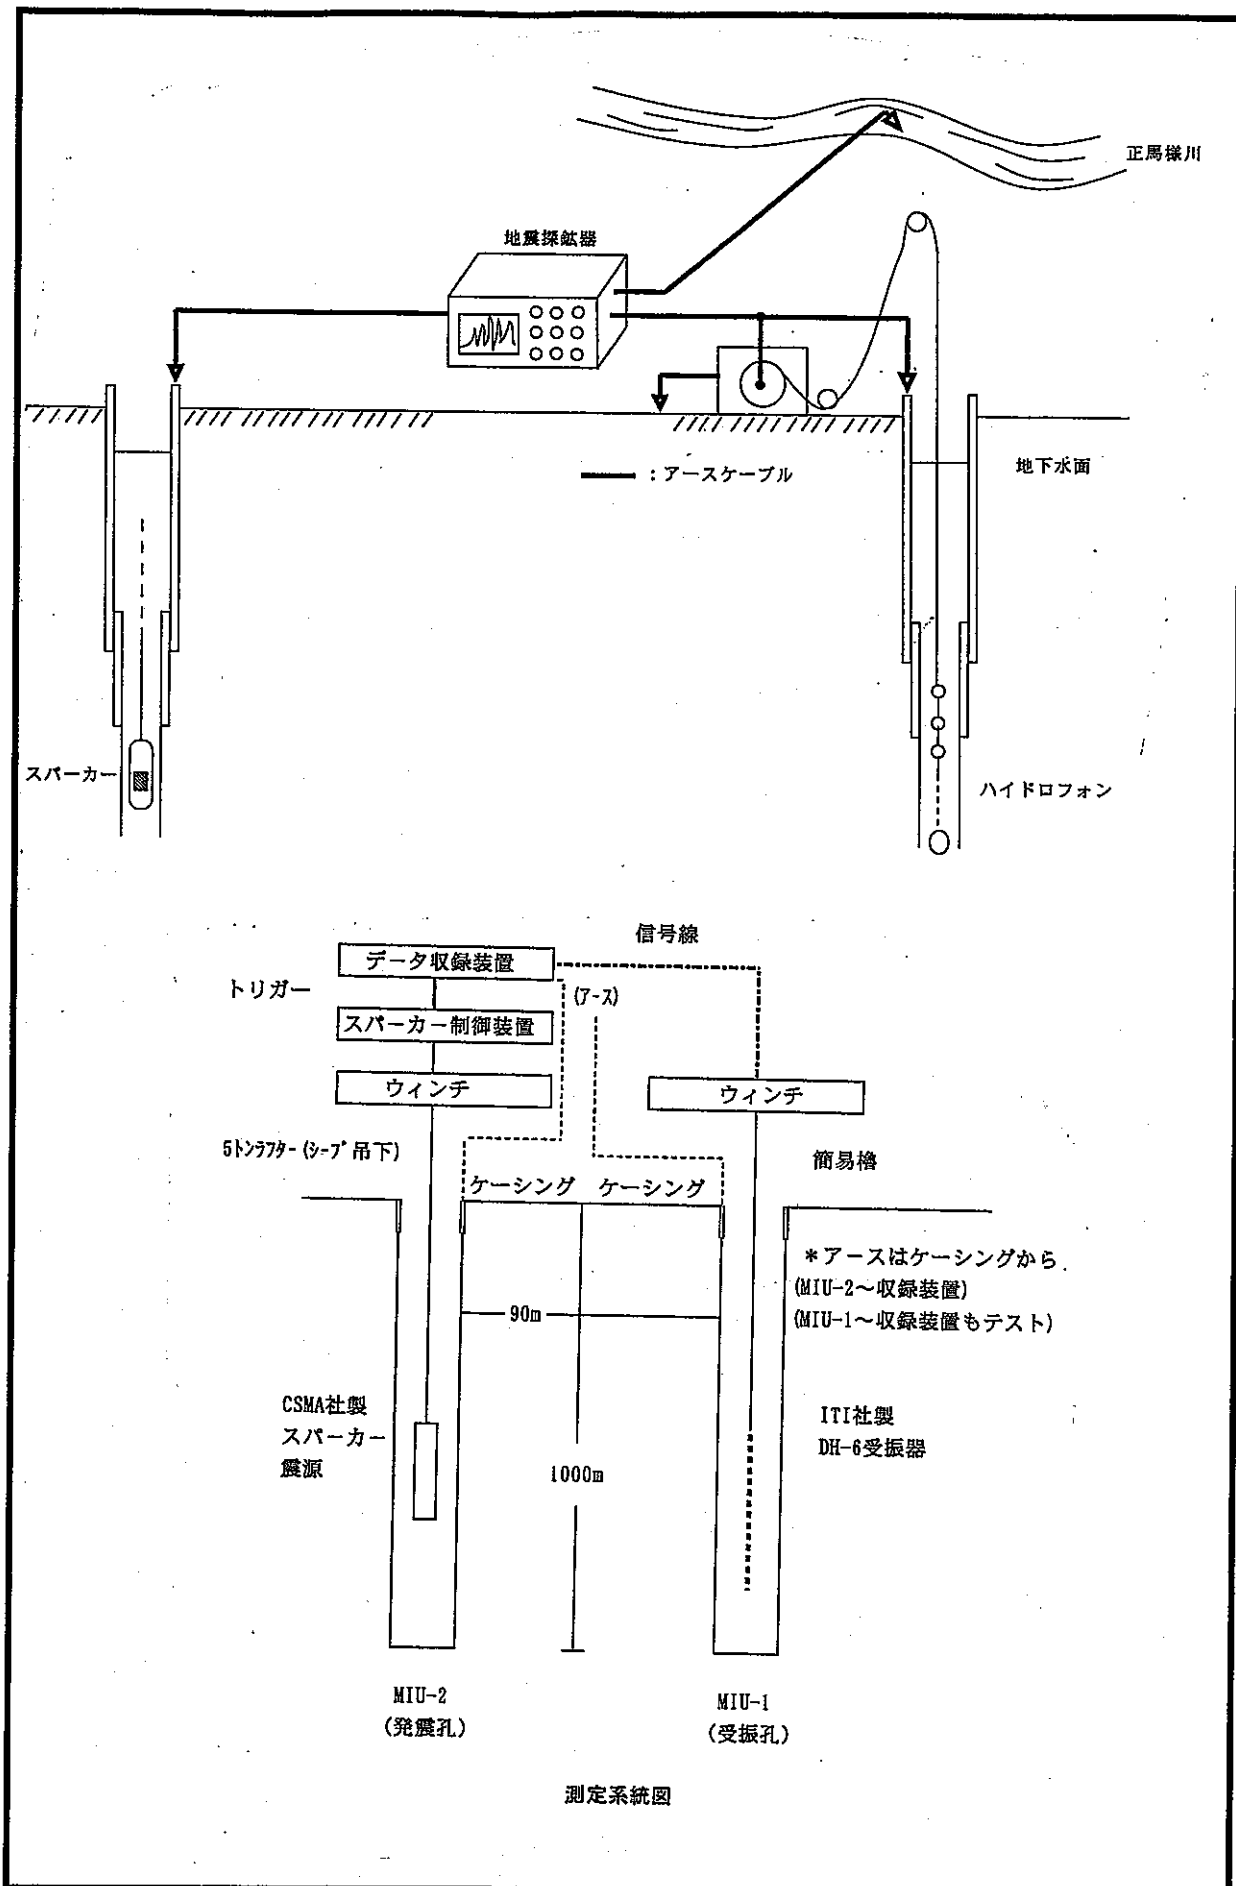 正馬様川
地震探鉱器
：アースケーブル
地下水面
スパーカー
ハイドロフォン
信号線
データ収録装置
トリガー
(アース)
スパーカー制御装置
ウィンチ
ウィンチ
5トンラフター(シーブ吊下)
簡易櫓
ケーシング
ケーシング
＊アースはケーシングから
(MIU-2～収録装置)
(MIU-1～収録装置もテスト)
90m
CSMA社製
スパーカー
震源
ITI社製
DH-6受振器
1000m
MIU-2
(発震孔)
MIU-1
(受振孔)
測定系統図